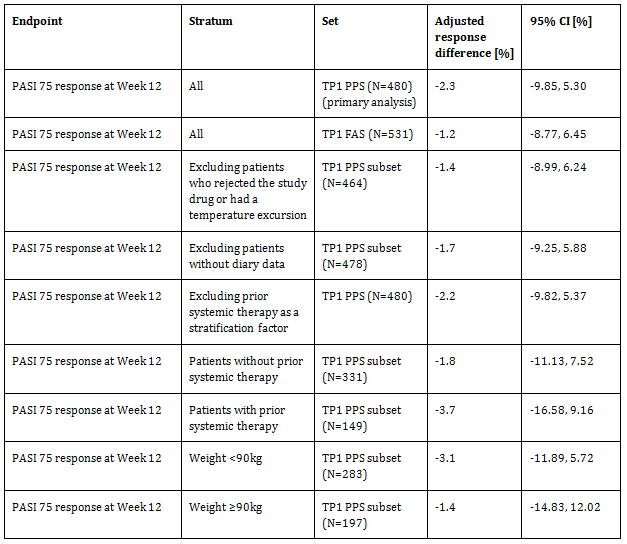 Endpoint Stratum Set Adjusted response difference [%] 95% CI [%]
PASI 75 response at Week 12 All TP1 PPS (N=480) (primary analysis) -2.3 -9.85, 5.30
PASI 75 response at Week 12 All TP1 FAS (N=531) -1.2 -8.77, 6.45
PASI 75 response at Week 12 Excluding patients who rejected the study drug or had a temperature excursion TP1 PPS subset (N=464) -1.4 -8.99, 6.24
PASI 75 response at Week 12 Excluding patients without diary data TP1 PPS subset (N=478) -1.7 -9.25, 5.88
PASI 75 response at Week 12 Excluding prior systemic therapy as a stratification factor TP1 PPS (N=480) -2.2 -9.82, 5.37
PASI 75 response at Week 12 Patients without prior systemic therapy TP1 PPS subset (N=331) -1.8 -11.13, 7.52
PASI 75 response at Week 12 Patients with prior systemic therapy TP1 PPS subset (N=149) -3.7 -16.58, 9.16
PASI 75 response at Week 12 Weight <90kg TP1 PPS subset (N=283) -3.1 -11.89, 5.72
PASI 75 response at Week 12 Weight ≥90kg TP1 PPS subset (N=197) -1.4 -14.83, 12.02